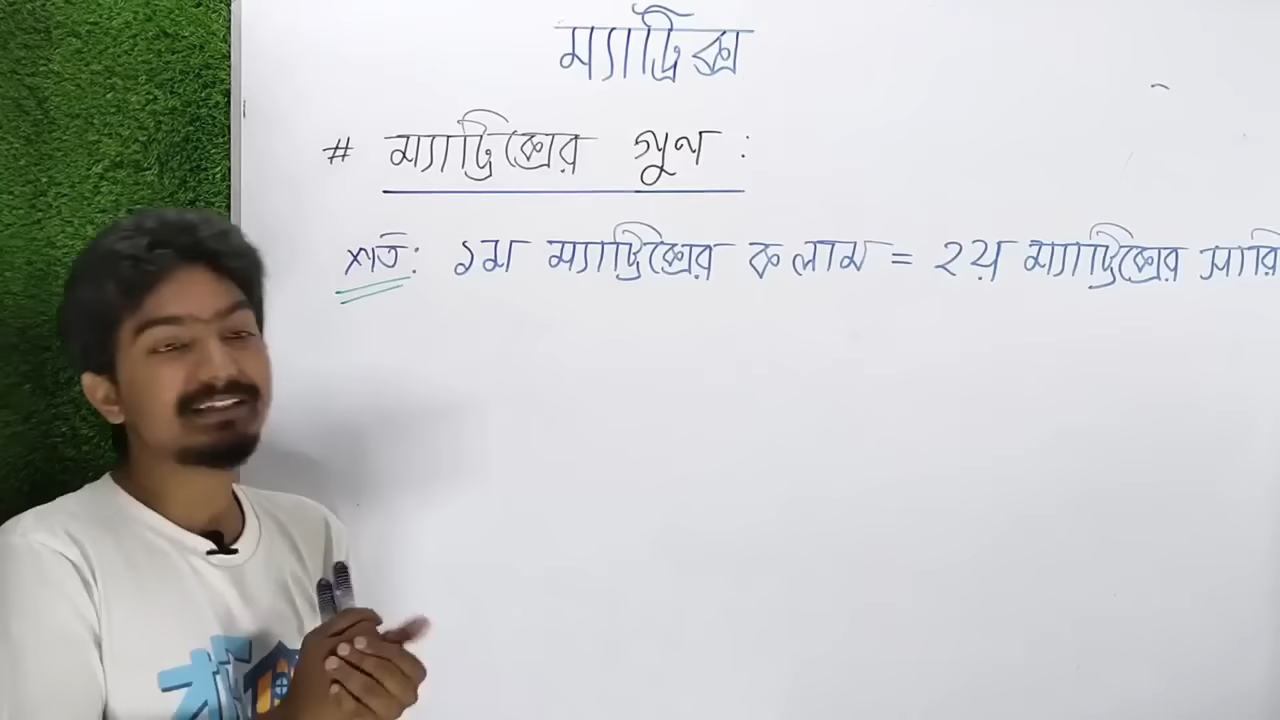 ম্যাট্রিক্স
# ম্যাট্রিক্সের গুণ :
শর্ত: ১ম ম্যাট্রিক্সের কলাম = ২য় ম্যাট্রিক্সের সারি